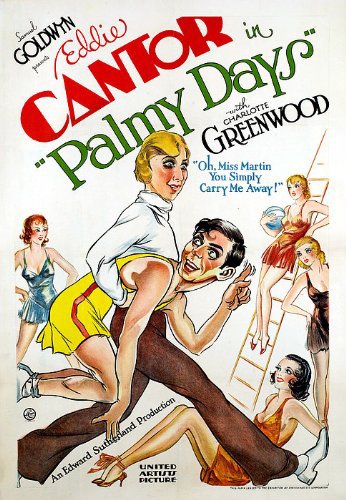 Samuel
GOLDWYN
presents
Eddie
CANTOR in
"Palmy Days"
with
CHARLOTTE
GREENWOOD
"Oh, Miss Martin
You Simply
Carry Me Away!"
An Edward Sutherland Production
UNITED
ARTISTS
PICTURE